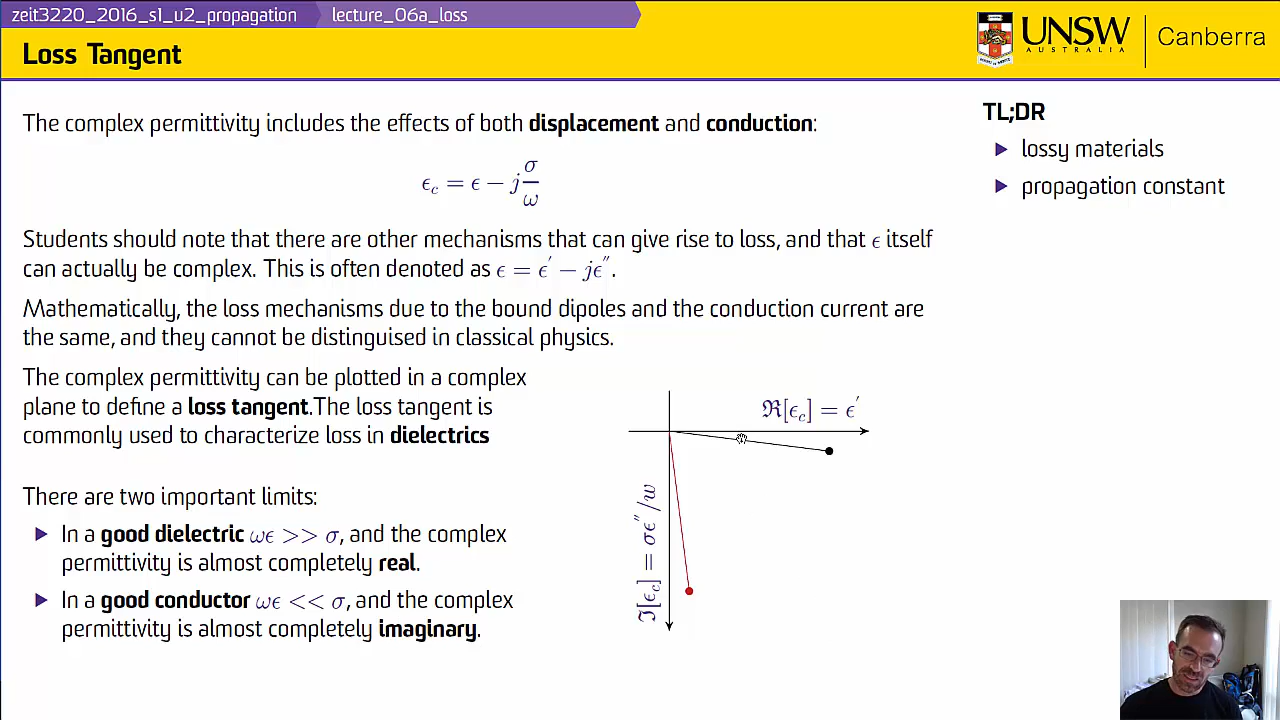 zeit3220_2016_s1_u2_propagation lecture_06a_loss
Loss Tangent
UNSW AUSTRALIA Canberra
The complex permittivity includes the effects of both displacement and conduction:
ϵ_c = ϵ − j σ/ω
Students should note that there are other mechanisms that can give rise to loss, and that ϵ itself
can actually be complex. This is often denoted as ϵ = ϵ′ − jϵ″.
Mathematically, the loss mechanisms due to the bound dipoles and the conduction current are
the same, and they cannot be distinguised in classical physics.
The complex permittivity can be plotted in a complex
plane to define a loss tangent.The loss tangent is
commonly used to characterize loss in dielectrics
There are two important limits:
▶ In a good dielectric ωϵ >> σ, and the complex
permittivity is almost completely real.
▶ In a good conductor ωϵ << σ, and the complex
permittivity is almost completely imaginary.
ℜ[ϵ_c] = ϵ′
ℑ[ϵ_c] = σϵ″/w
TL;DR
▶ lossy materials
▶ propagation constant